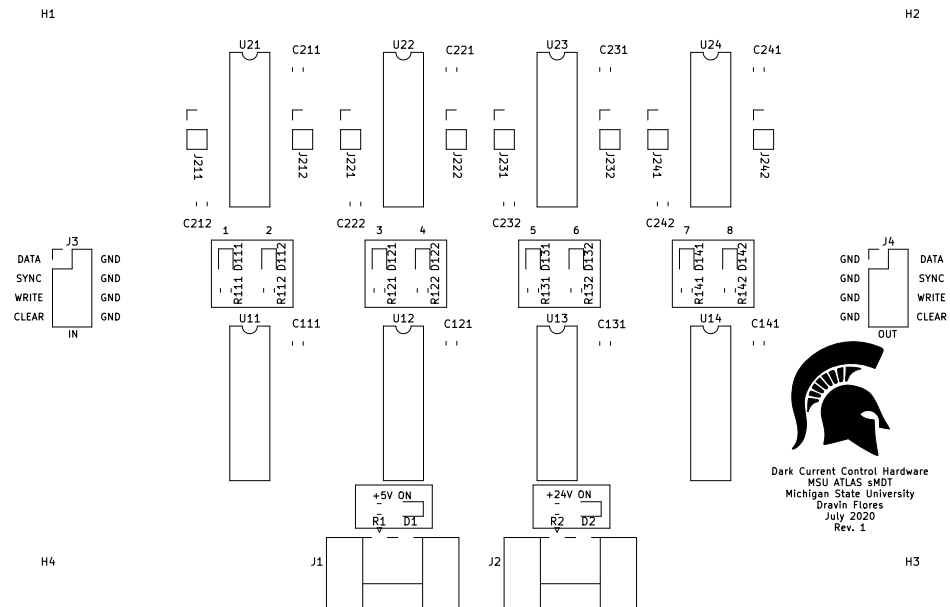 H1
H2
U21
C211
U22
C221
U23
C231
U24
C241
J211
J212
J221
J222
J231
J232
J241
J242
C212
C222
C232
C242
1
2
3
4
5
6
7
8
D111
D112
D121
D122
D131
D132
D141
D142
R111
R112
R121
R122
R131
R132
R141
R142
J3
DATA GND
SYNC GND
WRITE GND
CLEAR GND
IN
J4
GND DATA
GND SYNC
GND WRITE
GND CLEAR
OUT
U11
C111
U12
C121
U13
C131
U14
C141
+5V ON
R1 D1
+24V ON
R2 D2
Dark Current Control Hardware
MSU ATLAS sMDT
Michigan State University
Dravin Flores
July 2020
Rev. 1
H4
J1
J2
H3